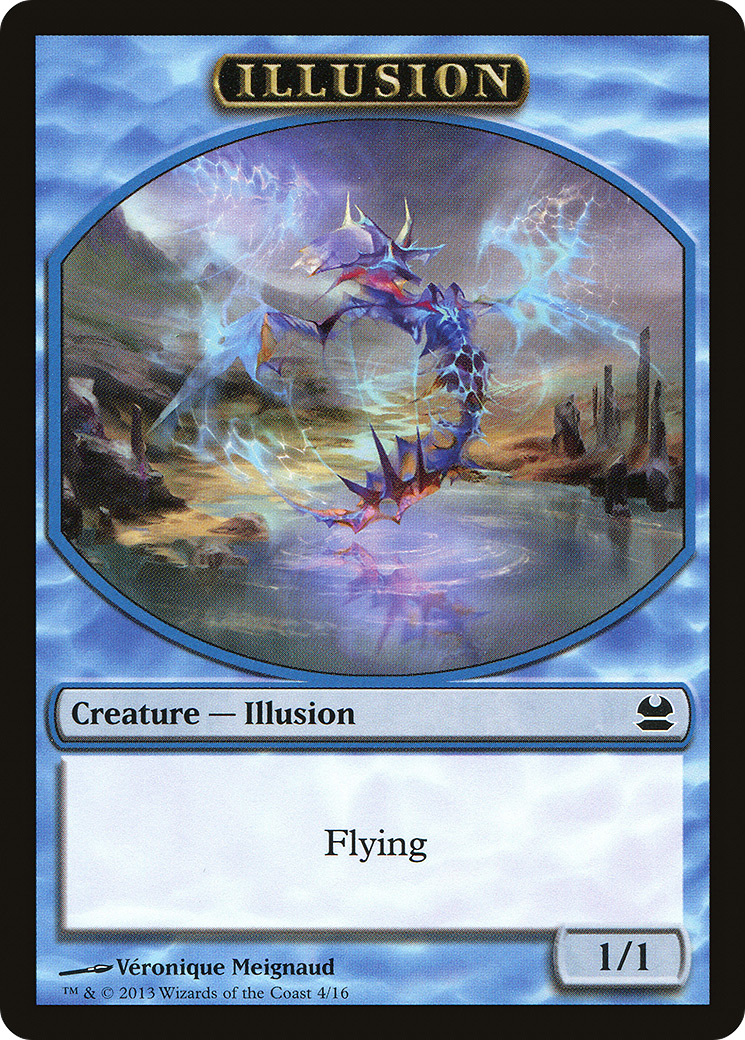 ILLUSION
Creature — Illusion
Flying
1/1
Véronique Meignaud
™ & © 2013 Wizards of the Coast 4/16